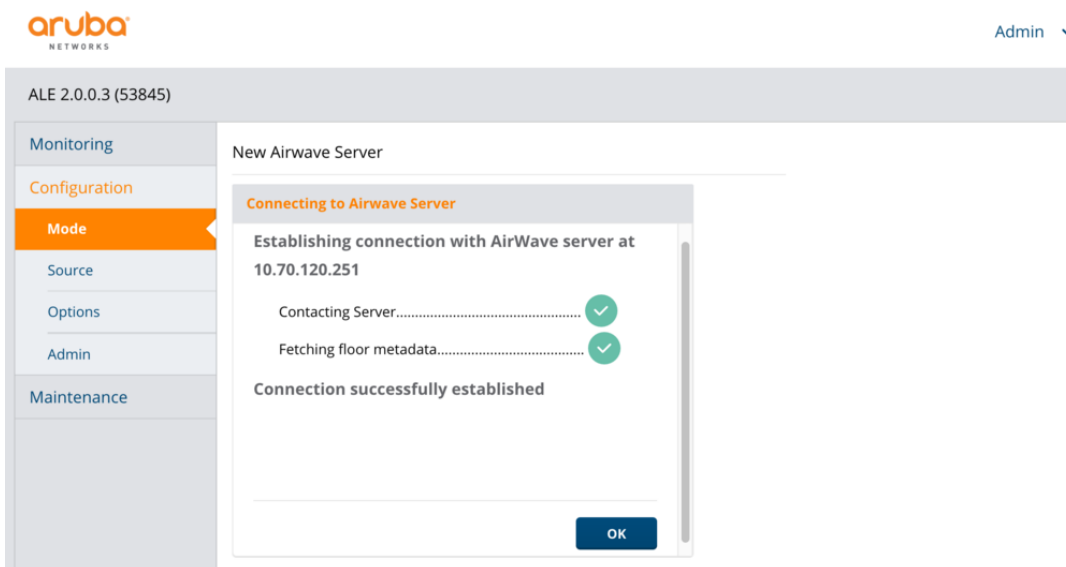 aruba
NETWORKS
Admin
ALE 2.0.0.3 (53845)
Monitoring
Configuration
Mode
Source
Options
Admin
Maintenance
New Airwave Server
Connecting to Airwave Server
Establishing connection with AirWave server at
10.70.120.251
Contacting Server................................................
Fetching floor metadata......................................
Connection successfully established
OK